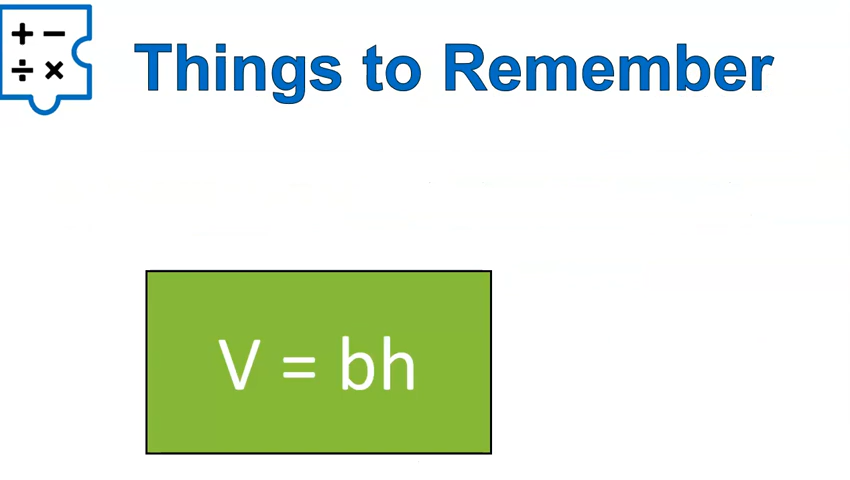 + −
÷ ×
Things to Remember
V = bh